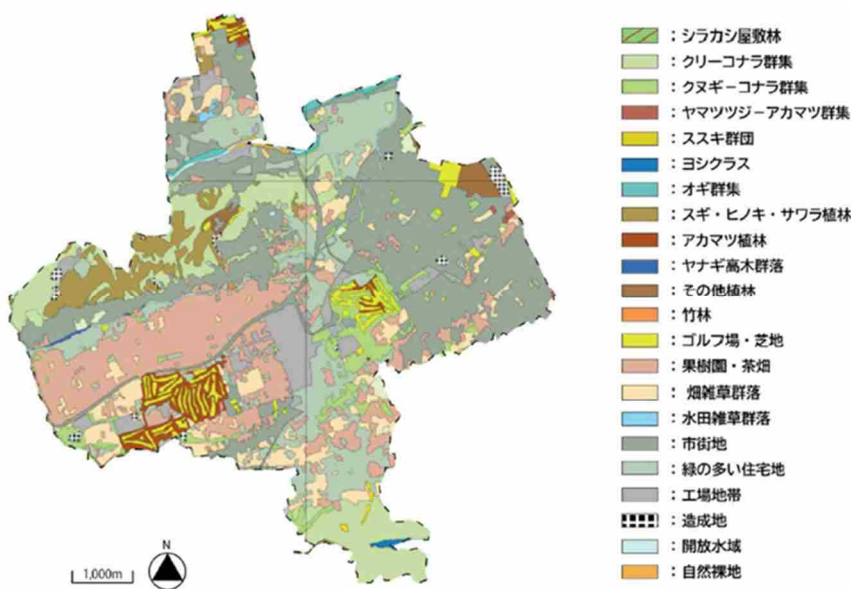 ：シラカシ屋敷林
：クリーコナラ群集
：クヌギ－コナラ群集
：ヤマツツジ－アカマツ群集
：ススキ群団
：ヨシクラス
：オギ群集
：スギ・ヒノキ・サワラ植林
：アカマツ植林
：ヤナギ高木群落
：その他植林
：竹林
：ゴルフ場・芝地
：果樹園・茶畑
：畑雑草群落
：水田雑草群落
：市街地
：緑の多い住宅地
：工場地帯
：造成地
：開放水域
：自然裸地
N
1,000m